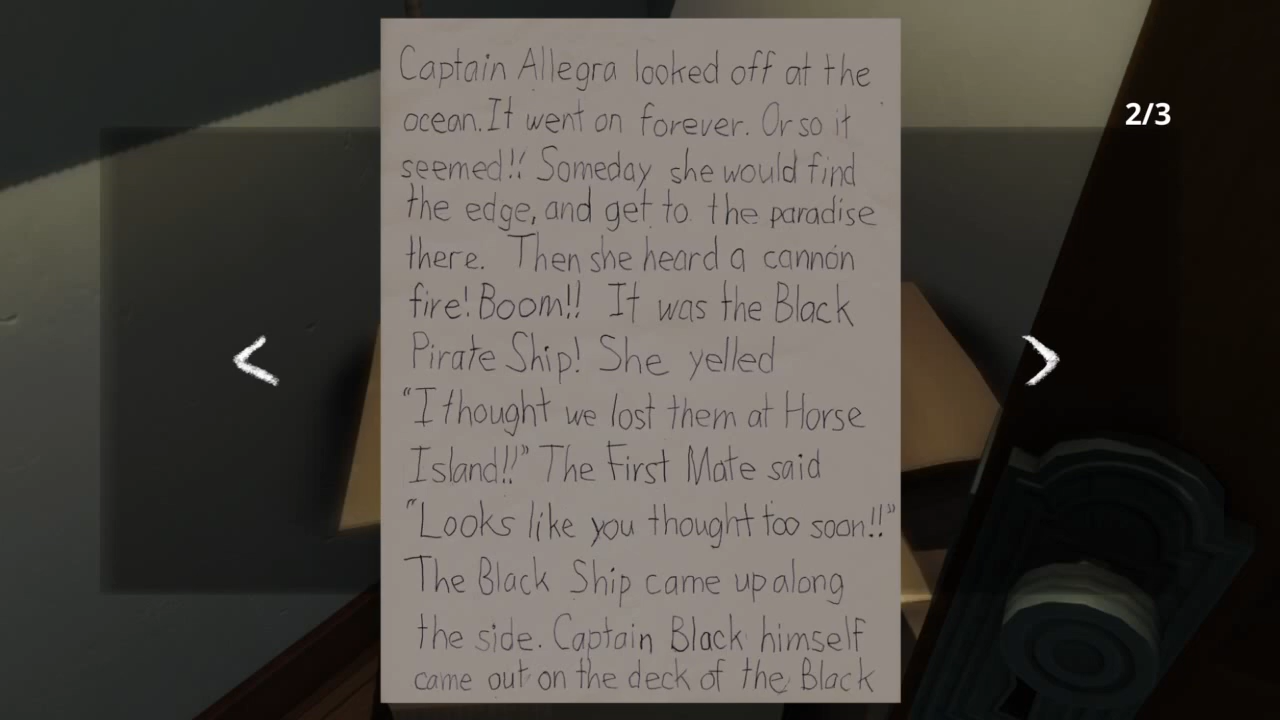 Captain Allegra looked off at the
ocean. It went on forever. Or so it
seemed!! Someday she would find
the edge, and get to the paradise
there. Then she heard a cannon
fire! Boom!! It was the Black
Pirate Ship! She yelled
"I thought we lost them at Horse
Island!!" The First Mate said
"Looks like you thought too soon!!"
The Black Ship came up along
the side. Captain Black himself
came out on the deck of the Black
2/3